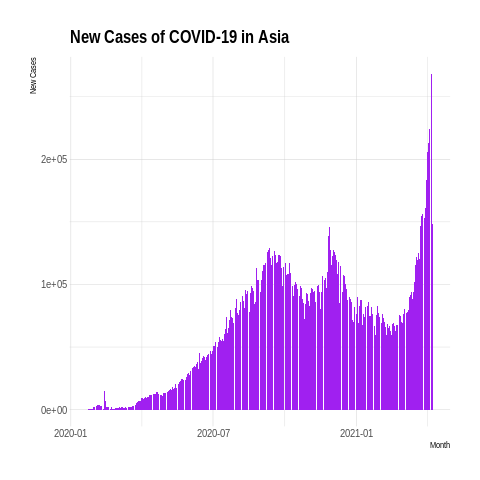 New Cases of COVID-19 in Asia
New Cases
2e+05
1e+05
0e+00
2020-01 2020-07 2021-01
Month